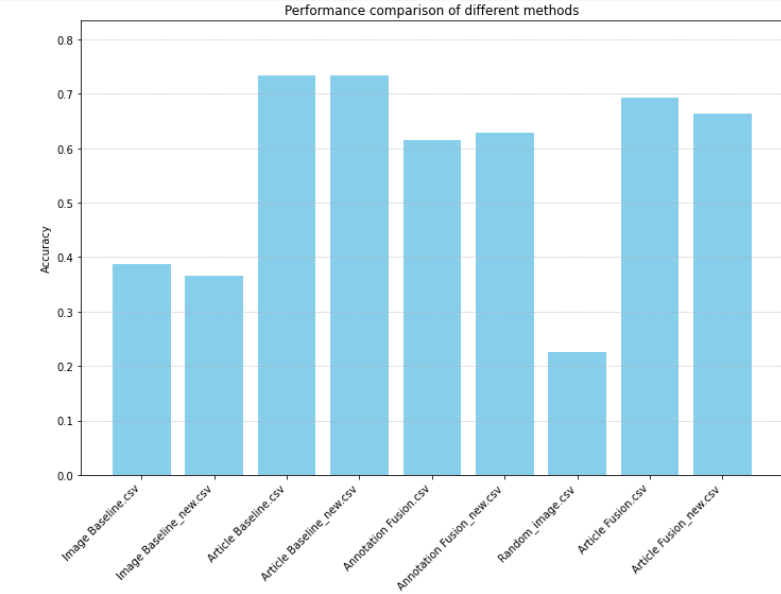 Performance comparison of different methods
Accuracy
0.8
0.7
0.6
0.5
0.4
0.3
0.2
0.1
0.0
Image Baseline.csv
Image Baseline_new.csv
Article Baseline.csv
Article Baseline_new.csv
Annotation Fusion.csv
Annotation Fusion_new.csv
Random_image.csv
Article Fusion.csv
Article Fusion_new.csv